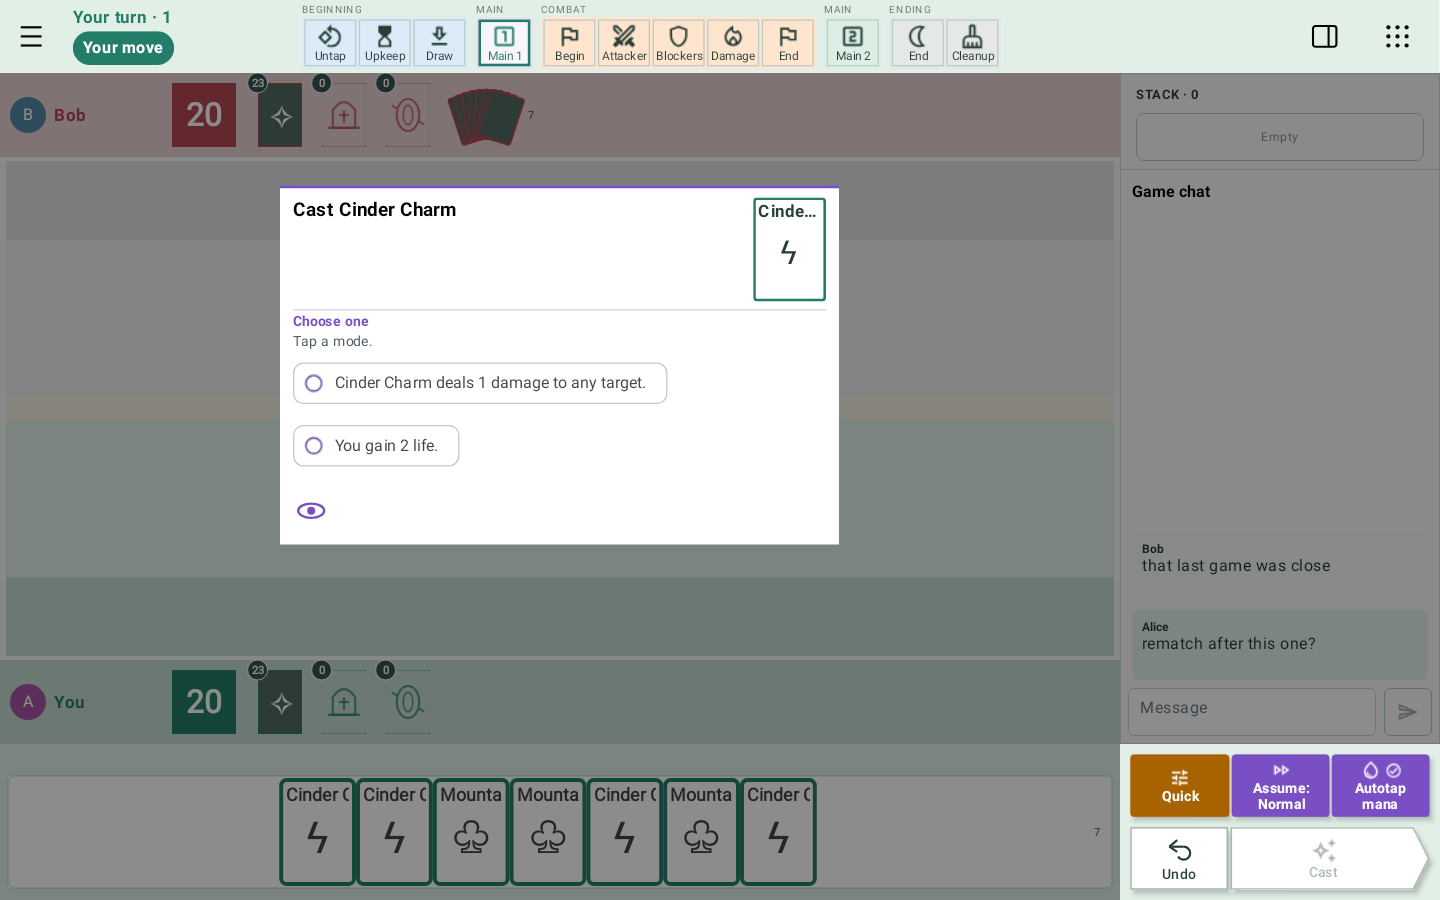 Your turn · 1
Your move
BEGINNING
Untap
Upkeep
Draw
MAIN
1
Main 1
COMBAT
Begin
Attacker
Blockers
Damage
End
MAIN
2
Main 2
ENDING
End
Cleanup
B
Bob
20
23
0
0
7
STACK · 0
Empty
Game chat
Cast Cinder Charm
Cinde...
Choose one
Tap a mode.
Cinder Charm deals 1 damage to any target.
You gain 2 life.
Bob
that last game was close
Alice
rematch after this one?
Message
A
You
20
23
0
0
Cinder C
Cinder C
Mounta
Mounta
Cinder C
Mounta
Cinder C
7
Quick
Assume:
Normal
Autotap
mana
Undo
Cast